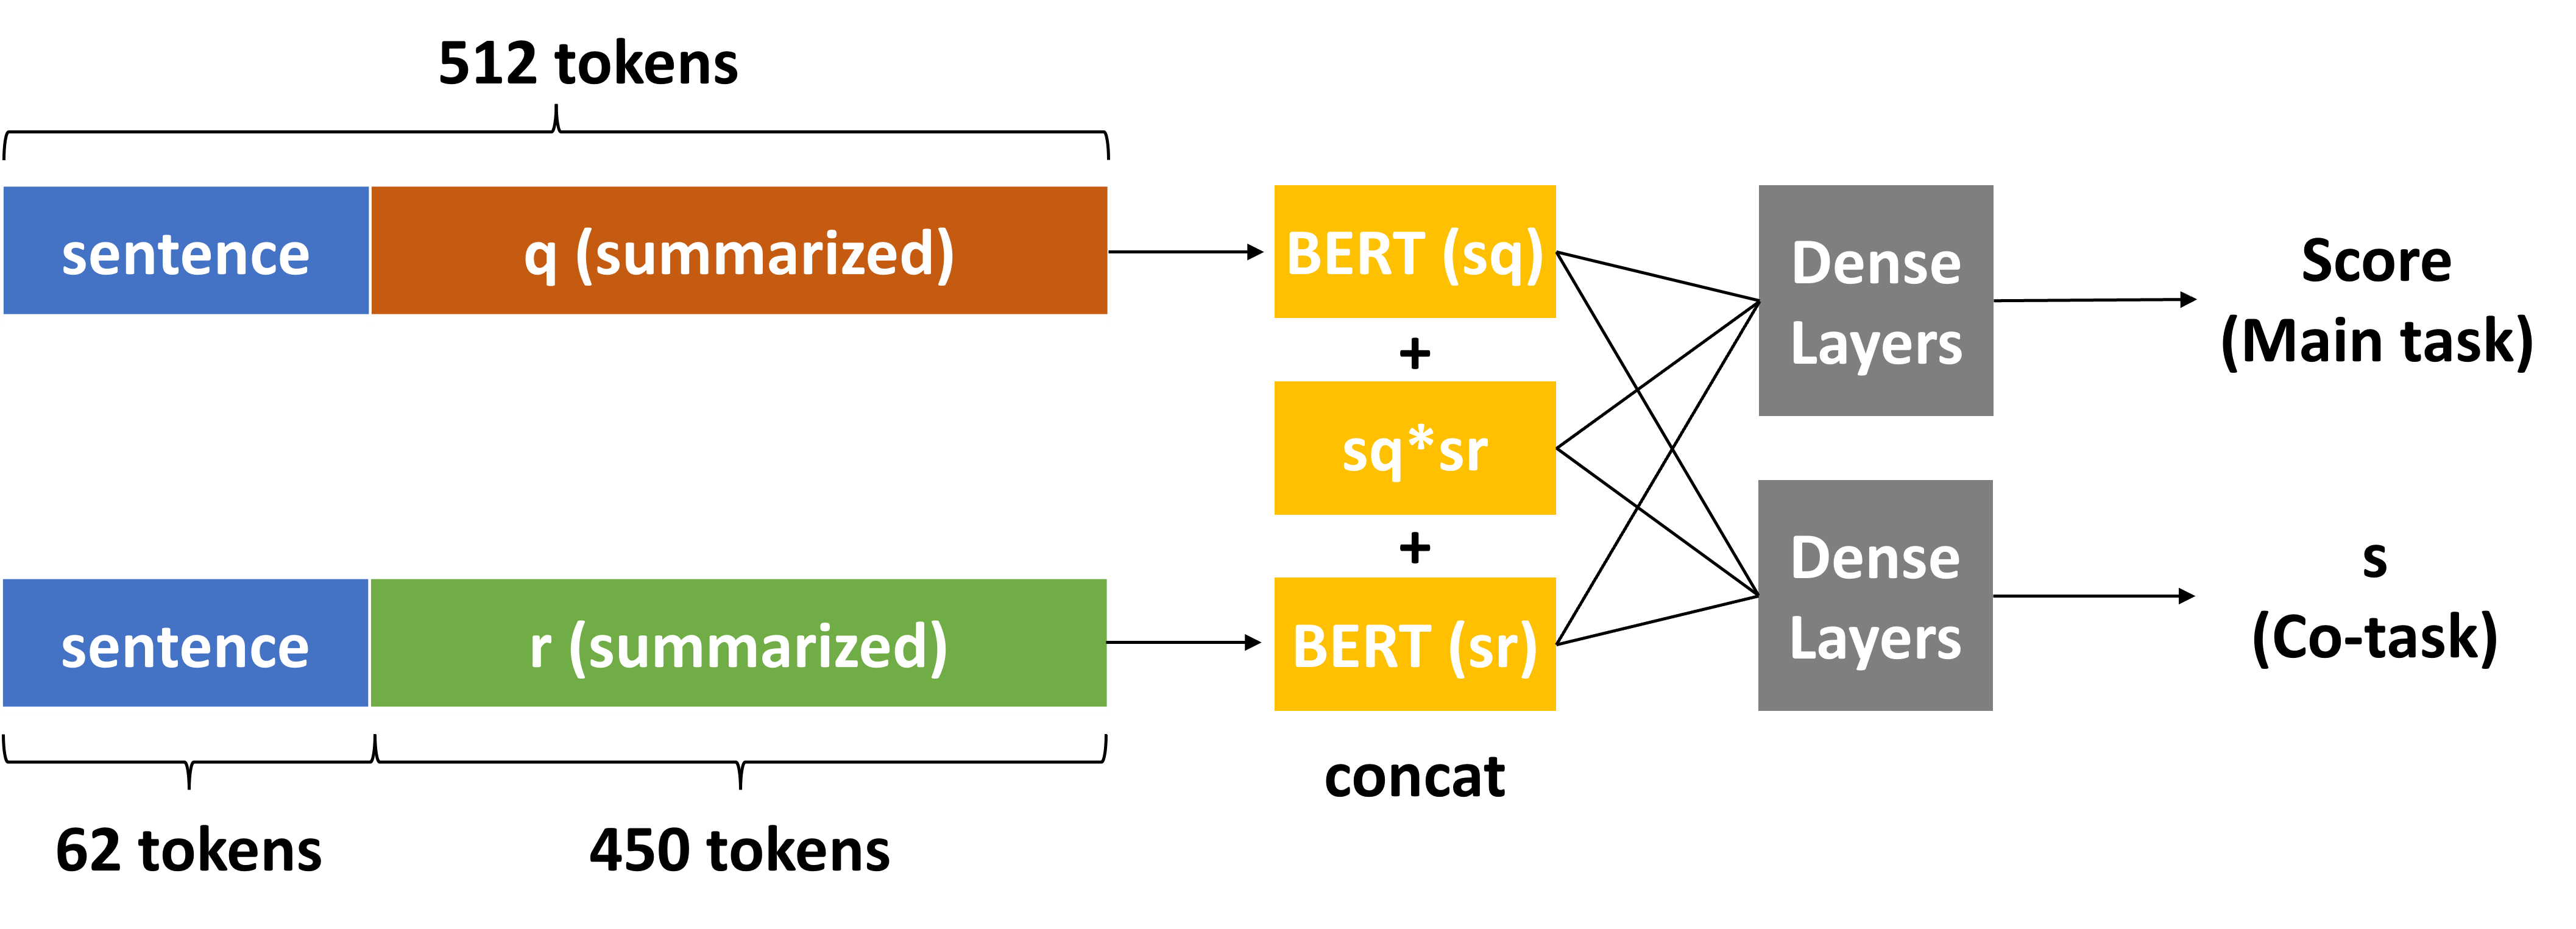 512 tokens
sentence
q (summarized)
BERT (sq)
+
sq*sr
+
BERT (sr)
concat
Dense
Layers
Score
(Main task)
sentence
r (summarized)
Dense
Layers
s
(Co-task)
62 tokens
450 tokens